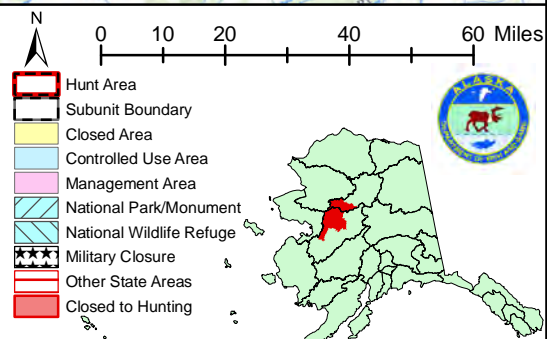 N
0 10 20 40 60 Miles
Hunt Area
Subunit Boundary
Closed Area
Controlled Use Area
Management Area
National Park/Monument
National Wildlife Refuge
Military Closure
Other State Areas
Closed to Hunting
ALASKA